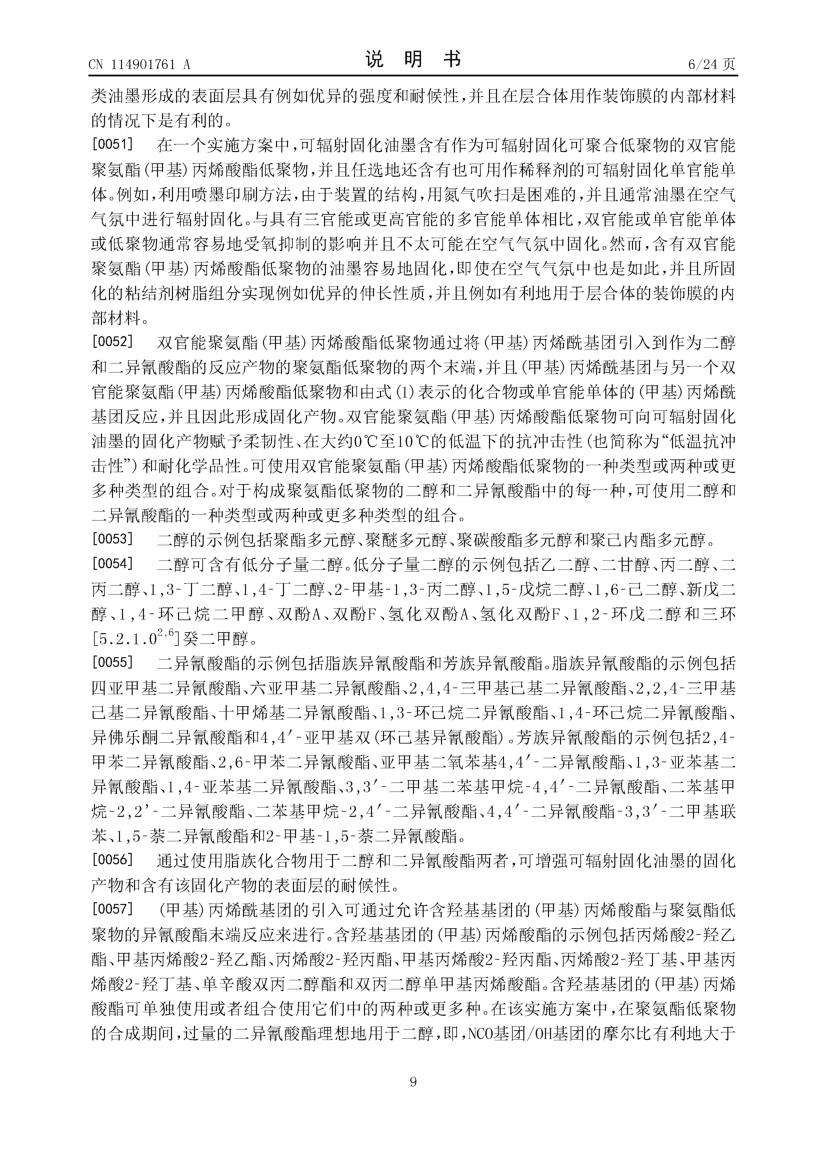 CN 114901761 A
说 明 书
6/24 页
类油墨形成的表面层具有例如优异的强度和耐候性,并且在层合体用作装饰膜的内部材料
的情况下是有利的。
[0051] 在一个实施方案中,可辐射固化油墨含有作为可辐射固化可聚合低聚物的双官能
聚氨酯(甲基)丙烯酸酯低聚物,并且任选地还含有也可用作稀释剂的可辐射固化单官能单
体。例如,利用喷墨印刷方法,由于装置的结构,用氮气吹扫是困难的,并且通常油墨在空气
气氛中进行辐射固化。与具有三官能或更高官能的多官能单体相比,双官能或单官能单体
或低聚物通常容易地受氧抑制的影响并且不太可能在空气气氛中固化。然而,含有双官能
聚氨酯(甲基)丙烯酸酯低聚物的油墨容易地固化,即使在空气气氛中也是如此,并且所固
化的粘结剂树脂组分实现例如优异的伸长性质,并且例如有利地用于层合体的装饰膜的内
部材料。
[0052] 双官能聚氨酯(甲基)丙烯酸酯低聚物通过将(甲基)丙烯酰基团引入到作为二醇
和二异氰酸酯的反应产物的聚氨酯低聚物的两个末端,并且(甲基)丙烯酰基团与另一个双
官能聚氨酯(甲基)丙烯酸酯低聚物和由式(1)表示的化合物或单官能单体的(甲基)丙烯酰
基团反应,并且因此形成固化产物。双官能聚氨酯(甲基)丙烯酸酯低聚物可向可辐射固化
油墨的固化产物赋予柔韧性、在大约0℃至10℃的低温下的抗冲击性(也简称为“低温抗冲
击性”)和耐化学品性。可使用双官能聚氨酯(甲基)丙烯酸酯低聚物的一种类型或两种或更
多种类型的组合。对于构成聚氨酯低聚物的二醇和二异氰酸酯中的每一种,可使用二醇和
二异氰酸酯的一种类型或两种或更多种类型的组合。
[0053] 二醇的示例包括聚酯多元醇、聚醚多元醇、聚碳酸酯多元醇和聚己内酯多元醇。
[0054] 二醇可含有低分子量二醇。低分子量二醇的示例包括乙二醇、二甘醇、丙二醇、二
丙二醇、1,3-丁二醇、1,4-丁二醇、2-甲基-1,3-丙二醇、1,5-戊烷二醇、1,6-己二醇、新戊二
醇、1,4-环己烷二甲醇、双酚A、双酚F、氢化双酚A、氢化双酚F、1,2-环戊二醇和三环
[5.2.1.0²,⁶]癸二甲醇。
[0055] 二异氰酸酯的示例包括脂族异氰酸酯和芳族异氰酸酯。脂族异氰酸酯的示例包括
四亚甲基二异氰酸酯、六亚甲基二异氰酸酯、2,4,4-三甲基己基二异氰酸酯、2,2,4-三甲基
己基二异氰酸酯、十甲烯基二异氰酸酯、1,3-环己烷二异氰酸酯、1,4-环己烷二异氰酸酯、
异佛乐酮二异氰酸酯和4,4′-亚甲基双(环己基异氰酸酯)。芳族异氰酸酯的示例包括2,4-
甲苯二异氰酸酯、2,6-甲苯二异氰酸酯、亚甲基二氧苯基4,4′-二异氰酸酯、1,3-亚苯基二
异氰酸酯、1,4-亚苯基二异氰酸酯、3,3′-二甲基二苯基甲烷-4,4′-二异氰酸酯、二苯基甲
烷-2,2’-二异氰酸酯、二苯基甲烷-2,4′-二异氰酸酯、4,4′-二异氰酸酯-3,3′-二甲基联
苯、1,5-萘二异氰酸酯和2-甲基-1,5-萘二异氰酸酯。
[0056] 通过使用脂族化合物用于二醇和二异氰酸酯两者,可增强可辐射固化油墨的固化
产物和含有该固化产物的表面层的耐候性。
[0057] (甲基)丙烯酰基团的引入可通过允许含羟基基团的(甲基)丙烯酸酯与聚氨酯低
聚物的异氰酸酯末端反应来进行。含羟基基团的(甲基)丙烯酸酯的示例包括丙烯酸2-羟乙
酯、甲基丙烯酸2-羟乙酯、丙烯酸2-羟丙酯、甲基丙烯酸2-羟丙酯、丙烯酸2-羟丁基、甲基丙
烯酸2-羟丁基、单辛酸双丙二醇酯和双丙二醇单甲基丙烯酸酯。含羟基基团的(甲基)丙烯
酸酯可单独使用或者组合使用它们中的两种或更多种。在该实施方案中,在聚氨酯低聚物
的合成期间,过量的二异氰酸酯理想地用于二醇,即,NCO基团/OH基团的摩尔比有利地大于
9